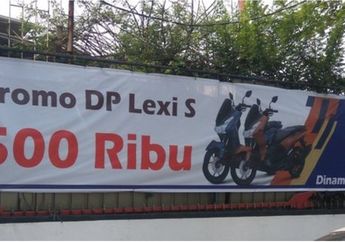 romo DP Lexi S
500 Ribu
Dinam